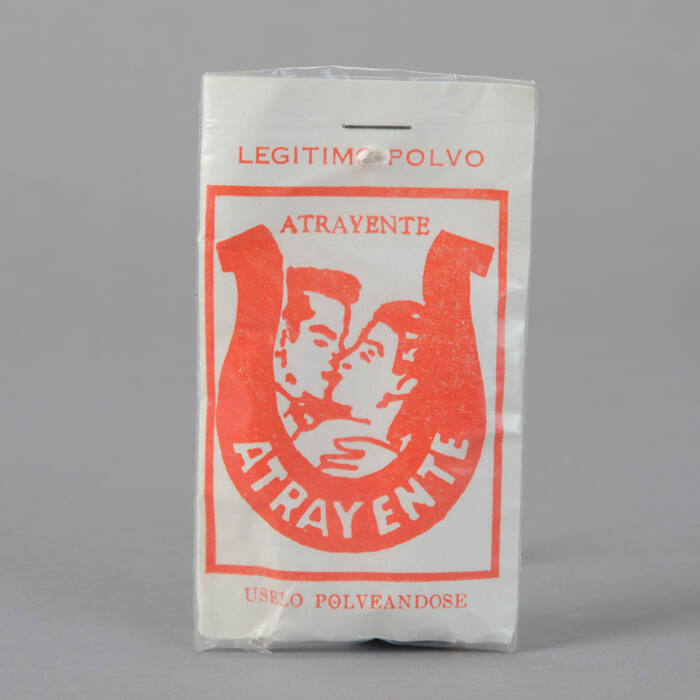 LEGITIMO POLVO
ATRAYENTE
ATRAYENTE
USELO POLVEANDOSE